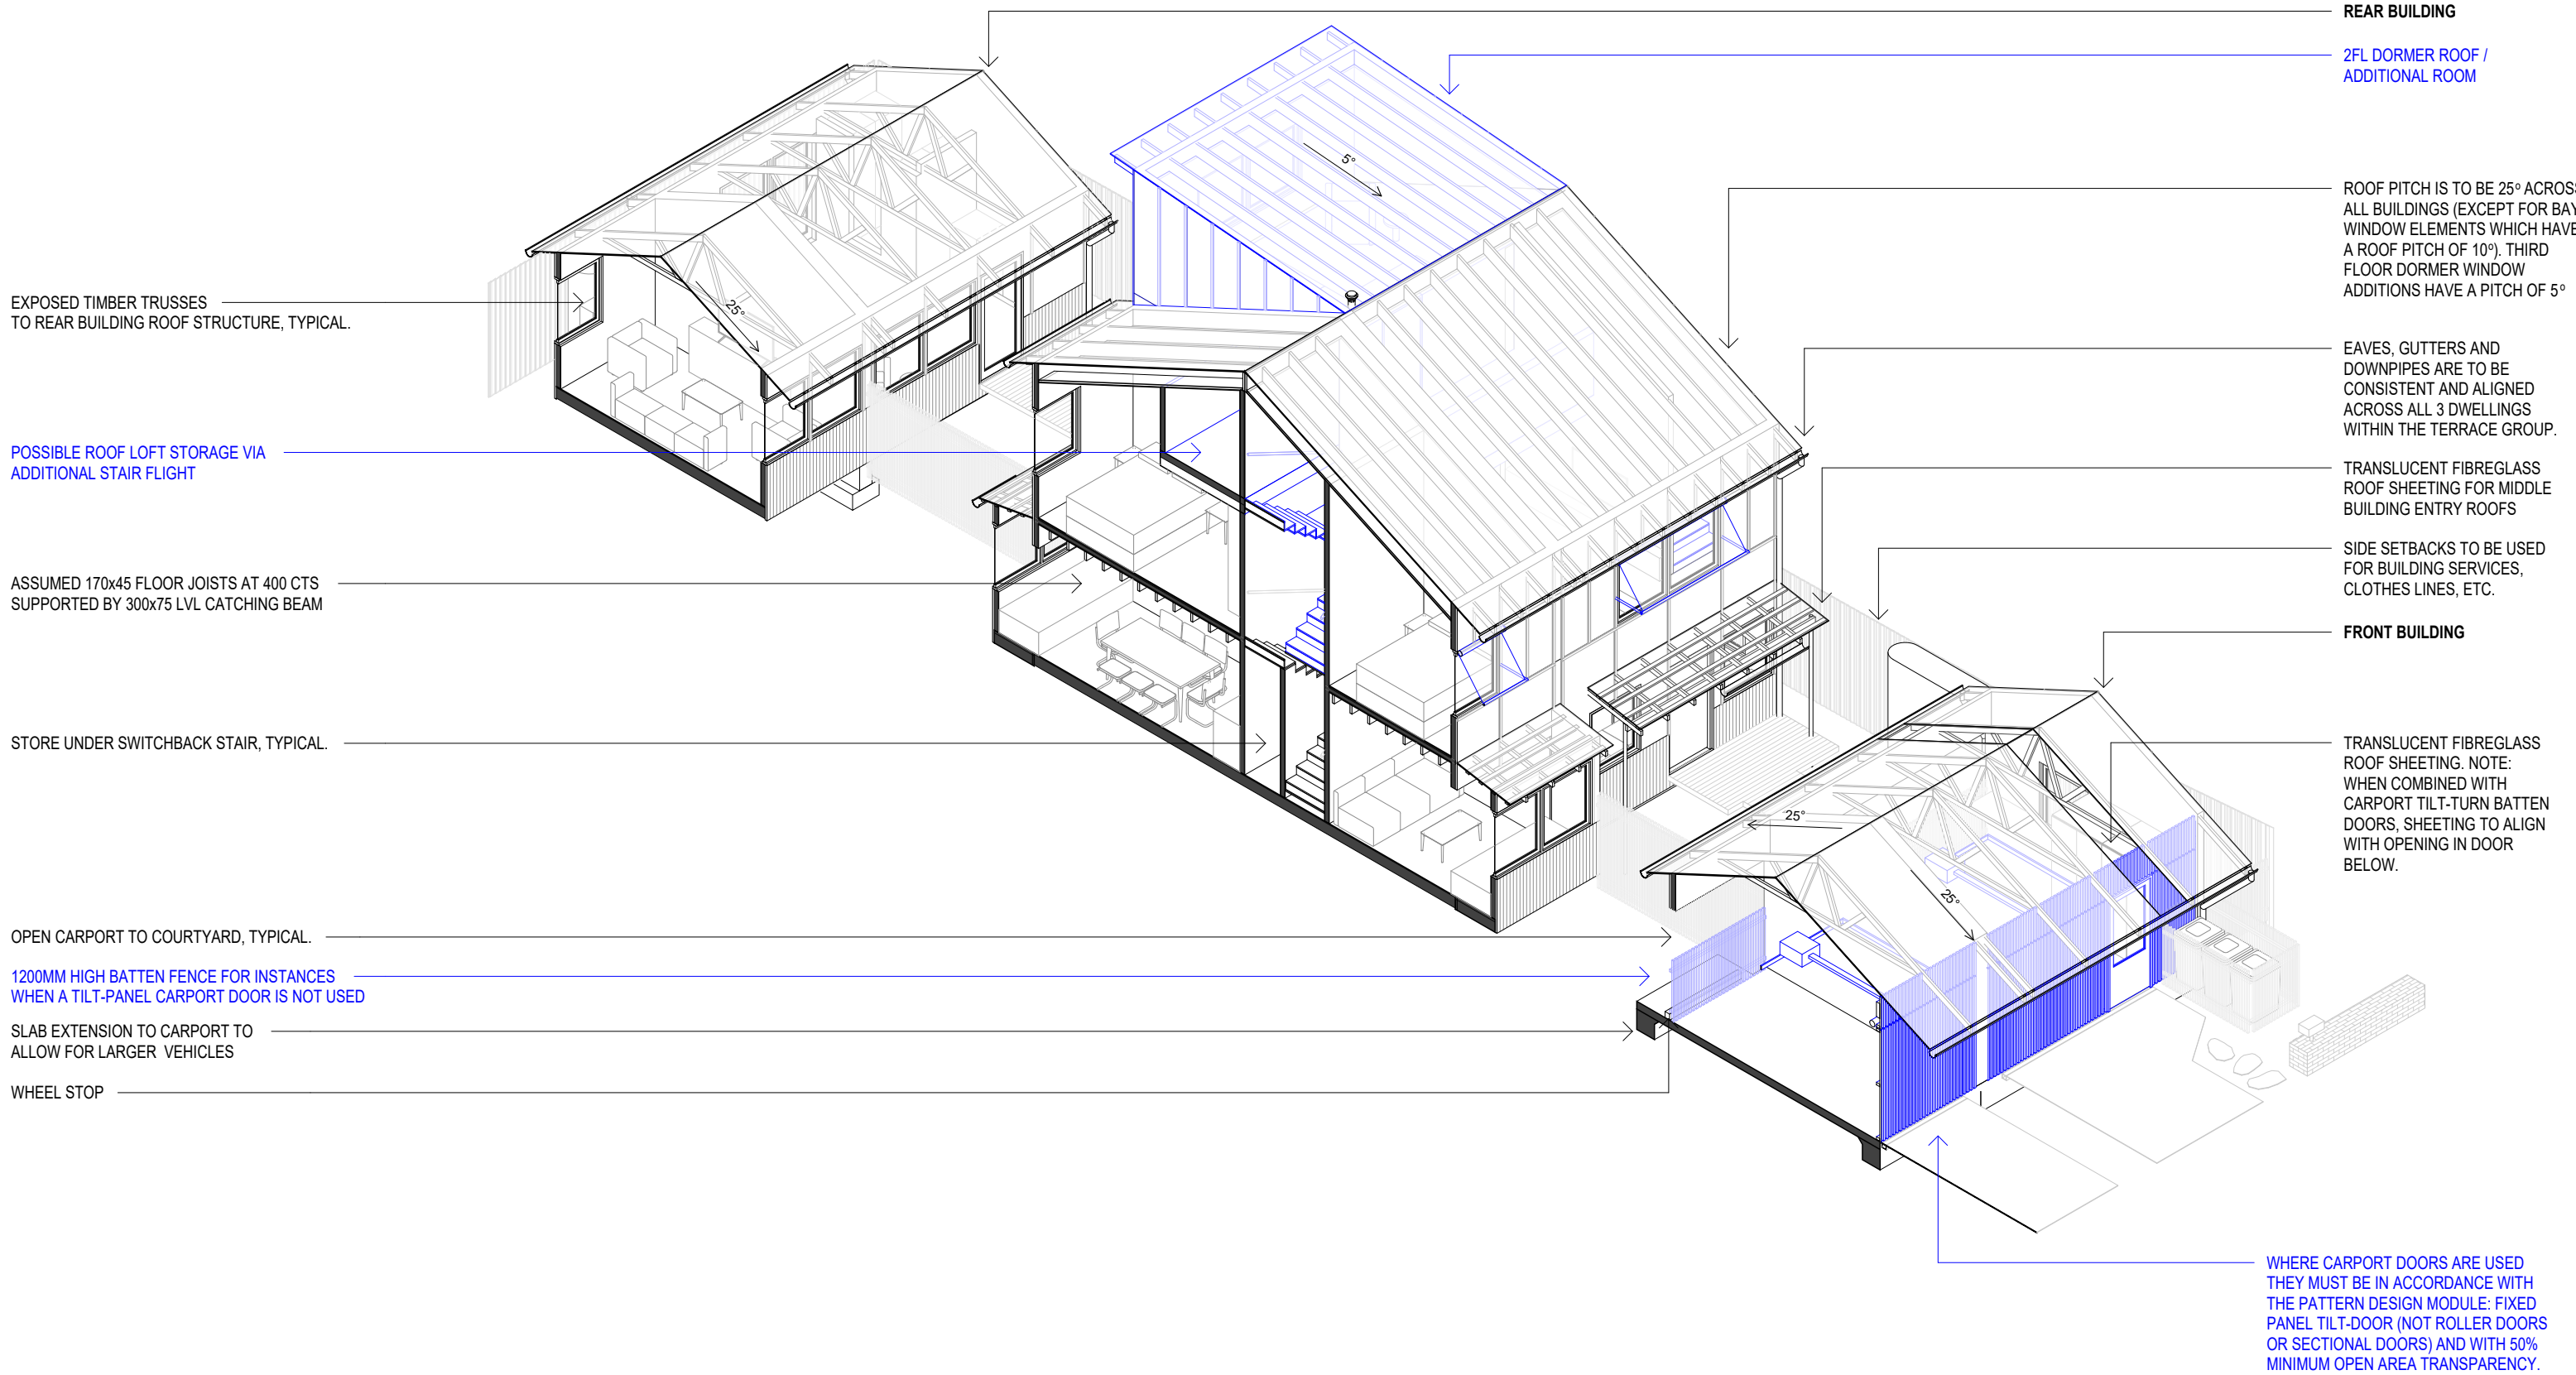 REAR BUILDING
2FL DORMER ROOF /
ADDITIONAL ROOM
5°
ROOF PITCH IS TO BE 25º ACROSS
ALL BUILDINGS (EXCEPT FOR BAY
WINDOW ELEMENTS WHICH HAVE
A ROOF PITCH OF 10º). THIRD
FLOOR DORMER WINDOW
ADDITIONS HAVE A PITCH OF 5º
25°
EXPOSED TIMBER TRUSSES
TO REAR BUILDING ROOF STRUCTURE, TYPICAL.
EAVES, GUTTERS AND
DOWNPIPES ARE TO BE
CONSISTENT AND ALIGNED
ACROSS ALL 3 DWELLINGS
WITHIN THE TERRACE GROUP.
POSSIBLE ROOF LOFT STORAGE VIA
ADDITIONAL STAIR FLIGHT
TRANSLUCENT FIBREGLASS
ROOF SHEETING FOR MIDDLE
BUILDING ENTRY ROOFS
SIDE SETBACKS TO BE USED
FOR BUILDING SERVICES,
CLOTHES LINES, ETC.
ASSUMED 170x45 FLOOR JOISTS AT 400 CTS
SUPPORTED BY 300x75 LVL CATCHING BEAM
FRONT BUILDING
STORE UNDER SWITCHBACK STAIR, TYPICAL.
TRANSLUCENT FIBREGLASS
ROOF SHEETING. NOTE:
WHEN COMBINED WITH
CARPORT TILT-TURN BATTEN
DOORS, SHEETING TO ALIGN
WITH OPENING IN DOOR
BELOW.
25°
25°
OPEN CARPORT TO COURTYARD, TYPICAL.
1200MM HIGH BATTEN FENCE FOR INSTANCES
WHEN A TILT-PANEL CARPORT DOOR IS NOT USED
SLAB EXTENSION TO CARPORT TO
ALLOW FOR LARGER VEHICLES
WHEEL STOP
WHERE CARPORT DOORS ARE USED
THEY MUST BE IN ACCORDANCE WITH
THE PATTERN DESIGN MODULE: FIXED
PANEL TILT-DOOR (NOT ROLLER DOORS
OR SECTIONAL DOORS) AND WITH 50%
MINIMUM OPEN AREA TRANSPARENCY.